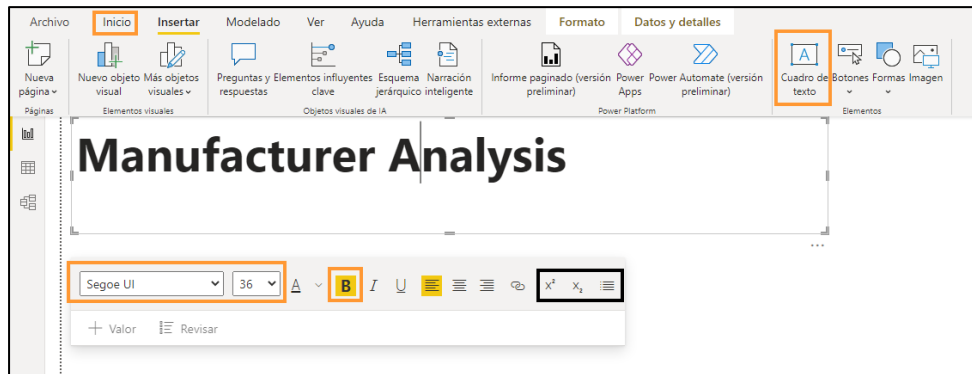 Archivo Inicio Insertar Modelado Ver Ayuda Herramientas externas Formato Datos y detalles
Nueva página
Nuevo objeto visual
Más objetos visuales
Preguntas y respuestas
Elementos influyentes clave
Esquema jerárquico
Narración inteligente
Informe paginado (versión preliminar)
Power Apps
Power Automate (versión preliminar)
Cuadro de texto
Botones
Formas
Imagen
Páginas Elementos visuales Objetos visuales de IA Power Platform Elementos
Manufacturer Analysis
...
Segoe UI 36 A B I U x² x₂
+ Valor Revisar